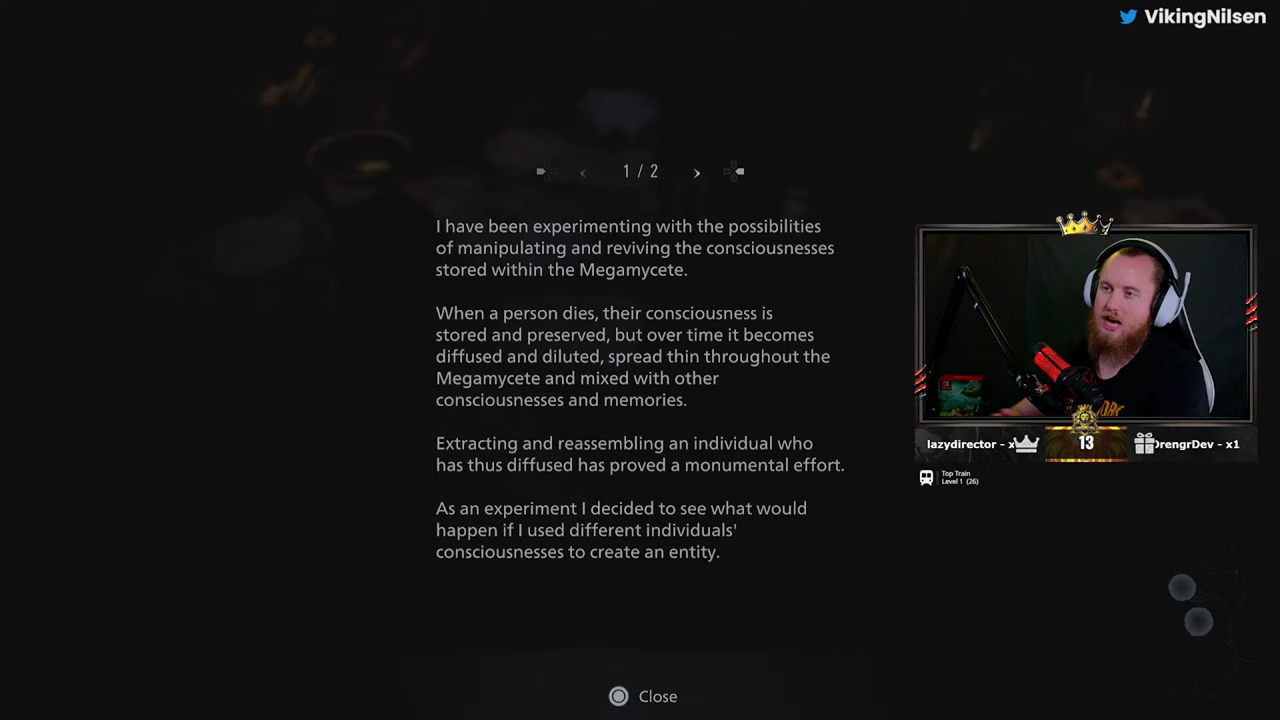 VikingNilsen
1 / 2
I have been experimenting with the possibilities
of manipulating and reviving the consciousnesses
stored within the Megamycete.
When a person dies, their consciousness is
stored and preserved, but over time it becomes
diffused and diluted, spread thin throughout the
Megamycete and mixed with other
consciousnesses and memories.
Extracting and reassembling an individual who
has thus diffused has proved a monumental effort.
As an experiment I decided to see what would
happen if I used different individuals'
consciousnesses to create an entity.
lazydirector - x
13
DrengrDev - x1
Top Train
Level 1 (26)
Close